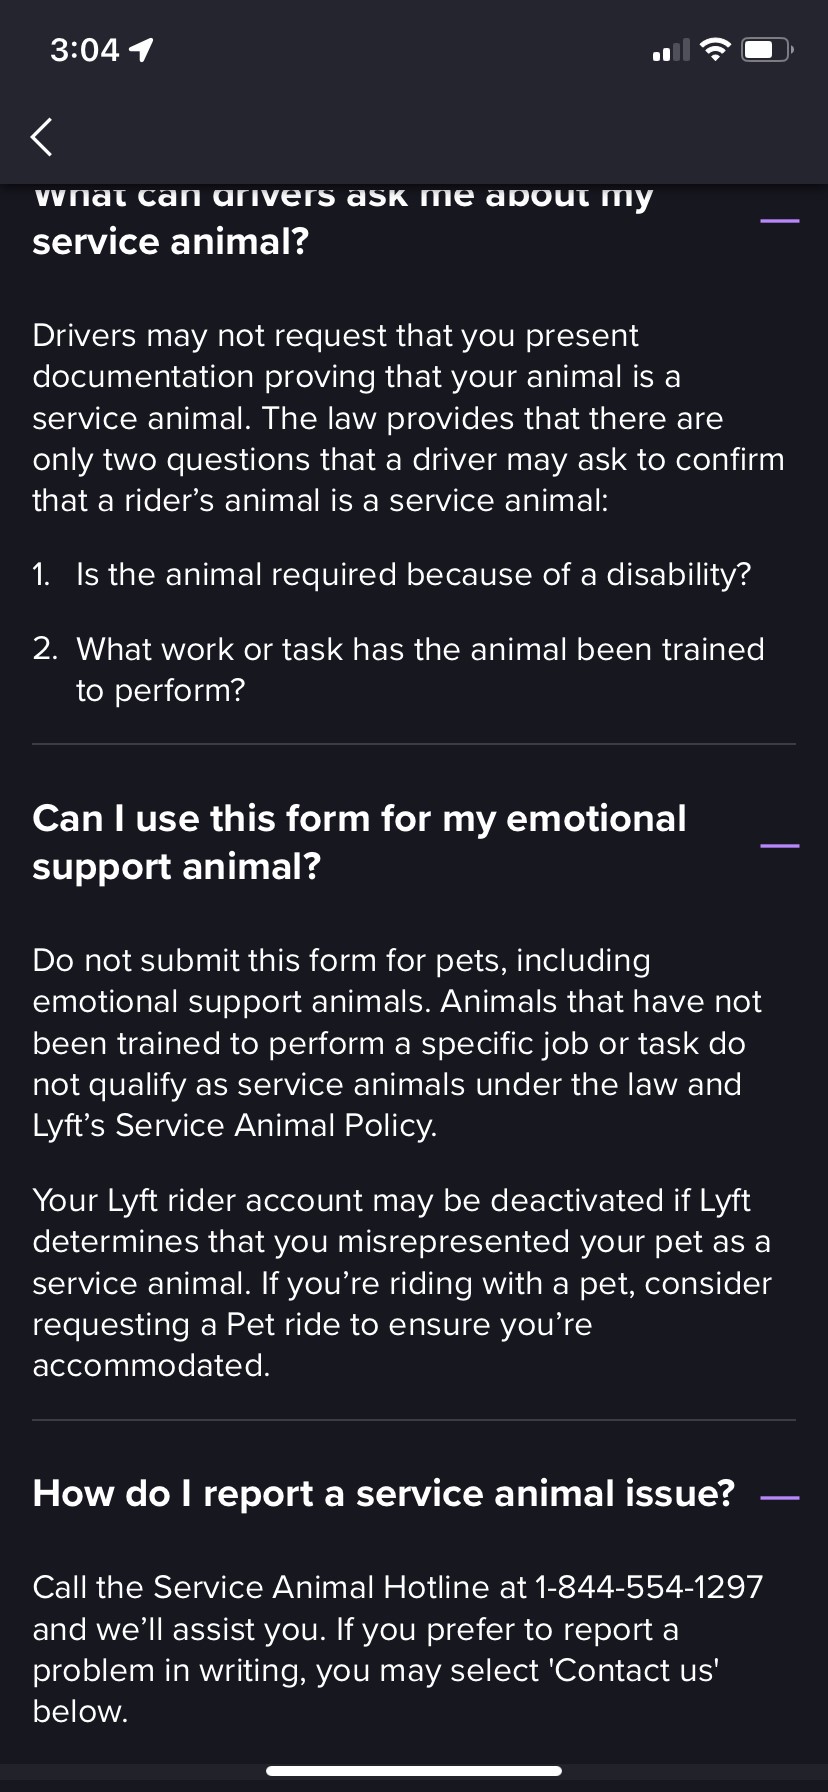 3:04
What can drivers ask me about my
service animal?
Drivers may not request that you present
documentation proving that your animal is a
service animal. The law provides that there are
only two questions that a driver may ask to confirm
that a rider’s animal is a service animal:
1. Is the animal required because of a disability?
2. What work or task has the animal been trained
to perform?
Can I use this form for my emotional
support animal?
Do not submit this form for pets, including
emotional support animals. Animals that have not
been trained to perform a specific job or task do
not qualify as service animals under the law and
Lyft’s Service Animal Policy.
Your Lyft rider account may be deactivated if Lyft
determines that you misrepresented your pet as a
service animal. If you’re riding with a pet, consider
requesting a Pet ride to ensure you’re
accommodated.
How do I report a service animal issue?
Call the Service Animal Hotline at 1-844-554-1297
and we’ll assist you. If you prefer to report a
problem in writing, you may select 'Contact us'
below.